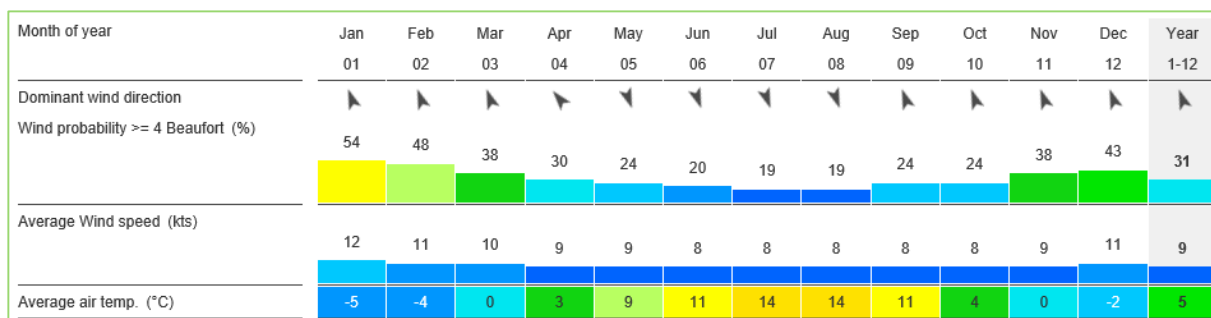 Month of year Jan Feb Mar Apr May Jun Jul Aug Sep Oct Nov Dec Year
01 02 03 04 05 06 07 08 09 10 11 12 1-12
Dominant wind direction
Wind probability >= 4 Beaufort (%)
54 48 38 30 24 20 19 19 24 24 38 43 31
Average Wind speed (kts)
12 11 10 9 9 8 8 8 8 8 9 11 9
Average air temp. (°C) -5 -4 0 3 9 11 14 14 11 4 0 -2 5